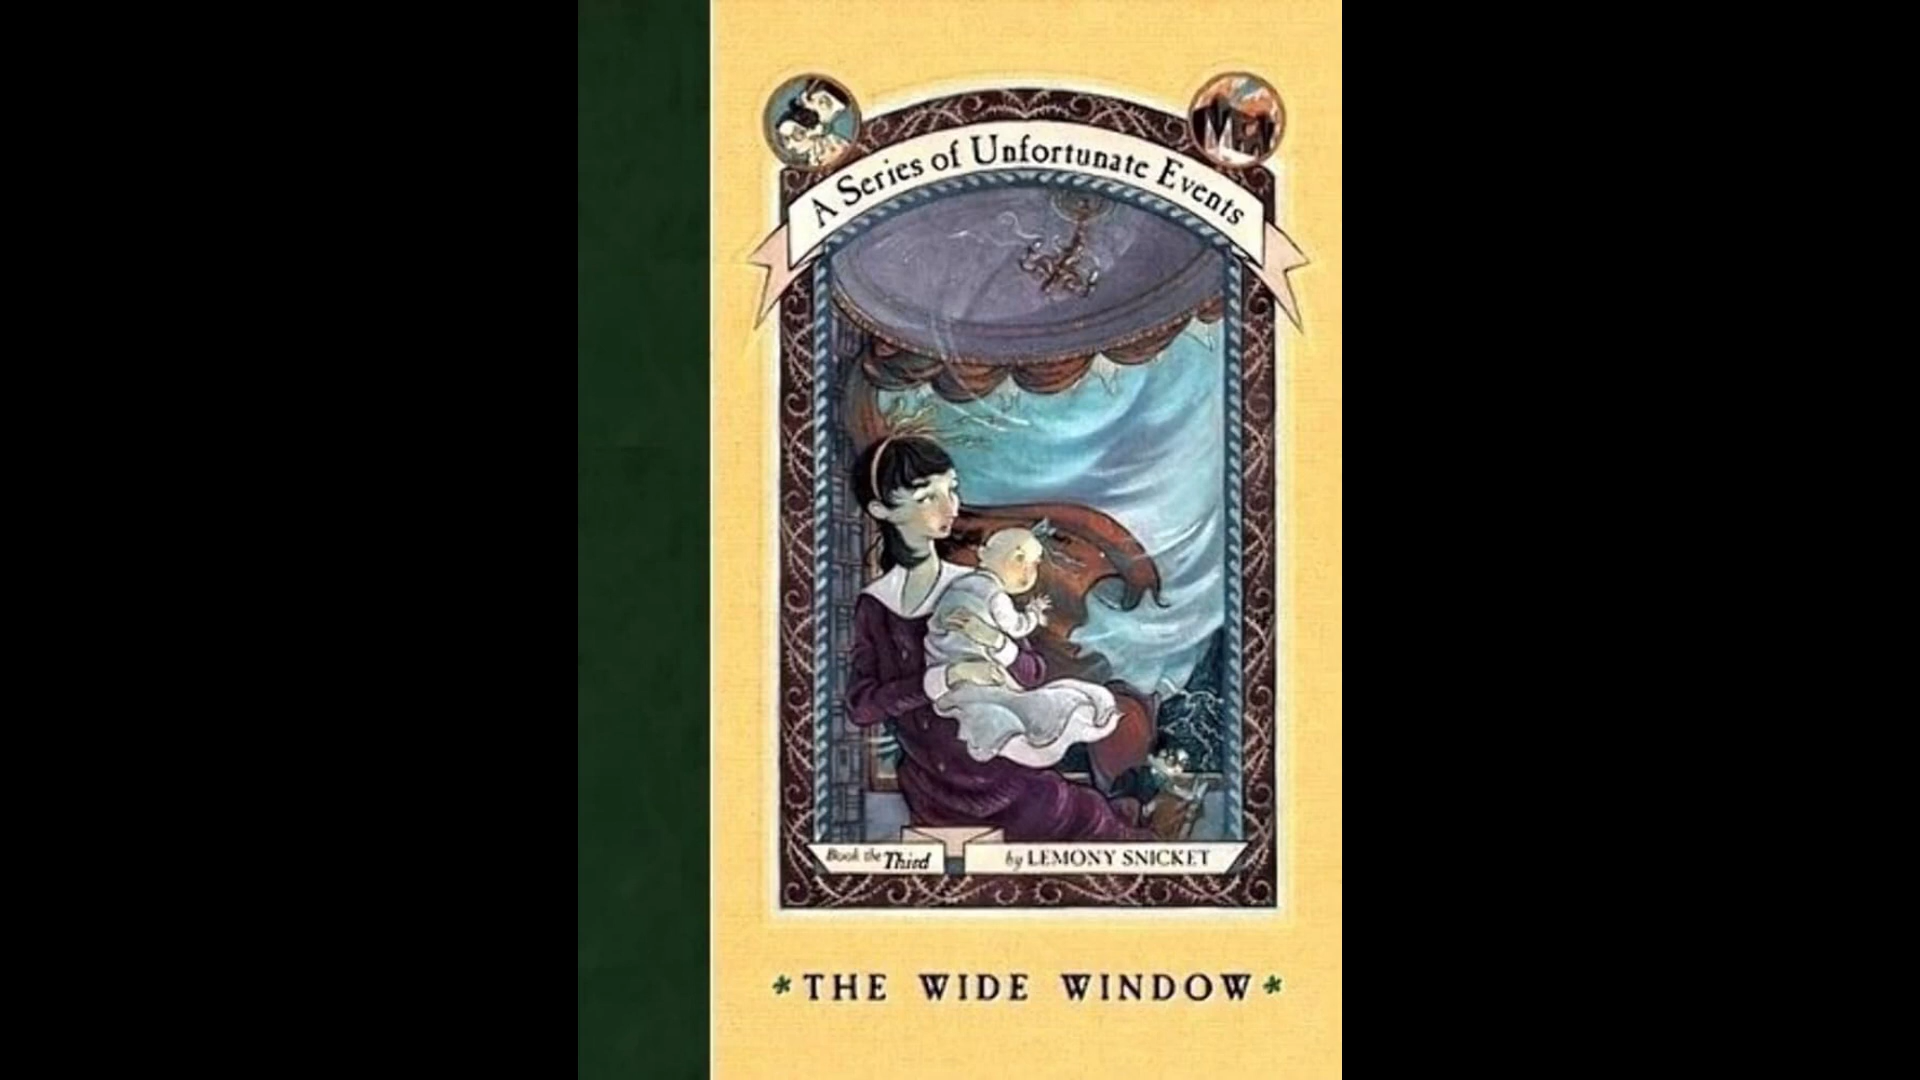 A Series of Unfortunate Events
Book the Third
by LEMONY SNICKET
*THE WIDE WINDOW*